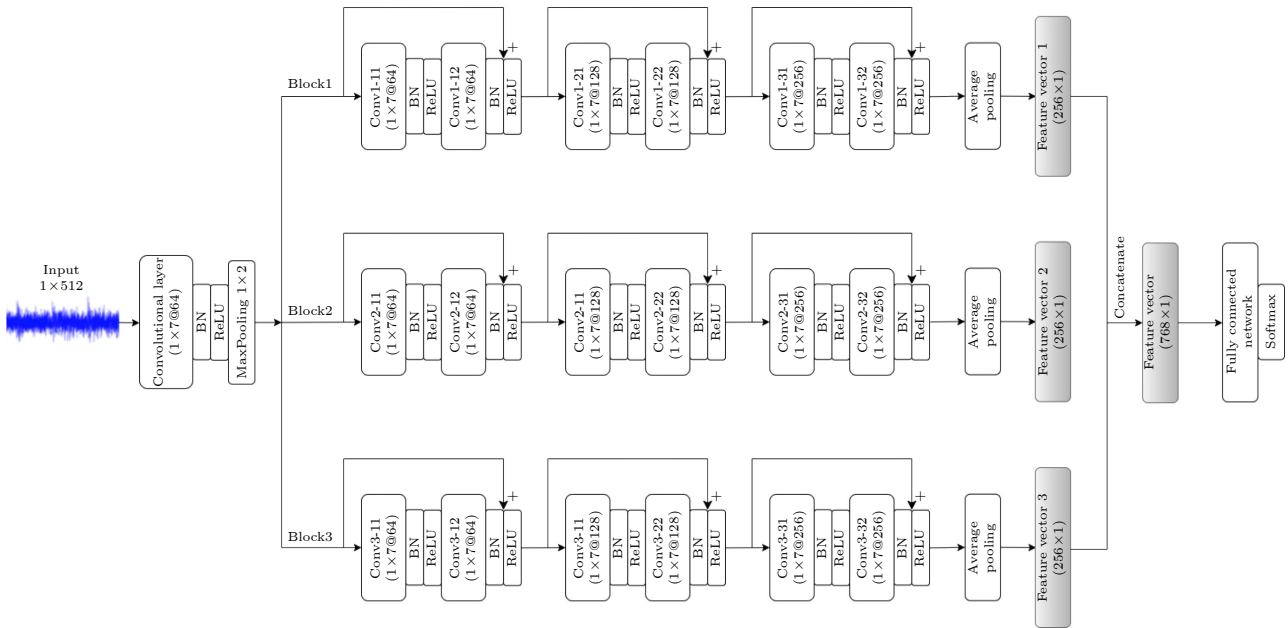 Input
1×512
Convolutional layer
(1×7@64)
BN
ReLU
MaxPooling 1×2
Block1
Conv1-11
(1×7@64)
BN
ReLU
Conv1-12
(1×7@64)
BN
ReLU
+
Conv1-21
(1×7@128)
BN
ReLU
Conv1-22
(1×7@128)
BN
ReLU
+
Conv1-31
(1×7@256)
BN
ReLU
Conv1-32
(1×7@256)
BN
ReLU
+
Average
pooling
Feature vector 1
(256×1)
Block2
Conv2-11
(1×7@64)
BN
ReLU
Conv2-12
(1×7@64)
BN
ReLU
+
Conv2-11
(1×7@128)
BN
ReLU
Conv2-22
(1×7@128)
BN
ReLU
+
Conv2-31
(1×7@256)
BN
ReLU
Conv2-32
(1×7@256)
BN
ReLU
+
Average
pooling
Feature vector 2
(256×1)
Block3
Conv3-11
(1×7@64)
BN
ReLU
Conv3-12
(1×7@64)
BN
ReLU
+
Conv3-11
(1×7@128)
BN
ReLU
Conv3-22
(1×7@128)
BN
ReLU
+
Conv3-31
(1×7@256)
BN
ReLU
Conv3-32
(1×7@256)
BN
ReLU
+
Average
pooling
Feature vector 3
(256×1)
Concatenate
Feature vector
(768×1)
Fully connected
network
Softmax